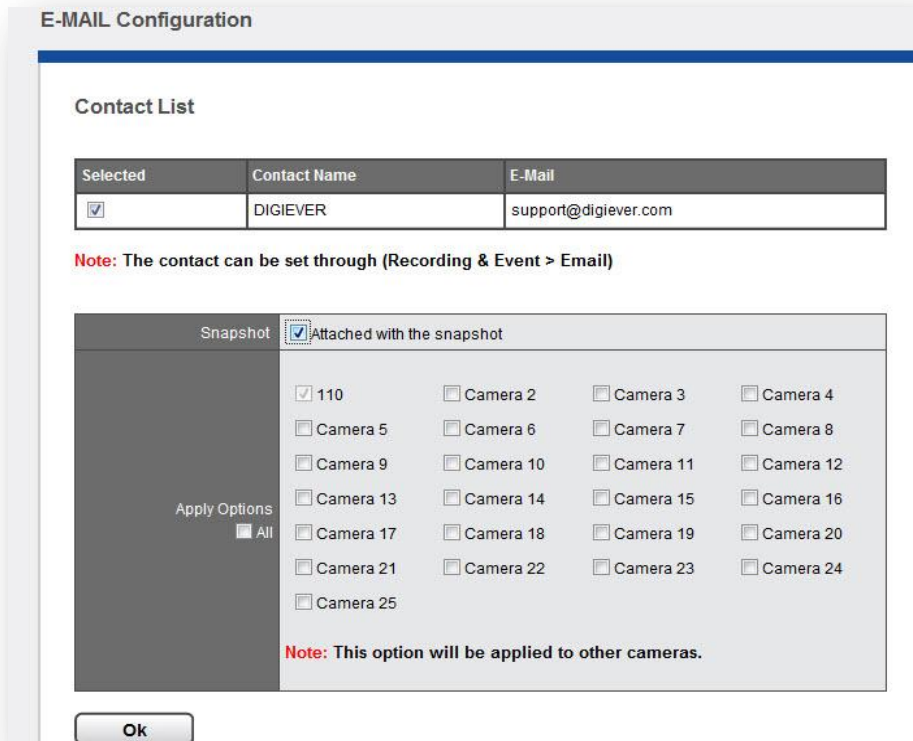 E-MAIL Configuration
Contact List
Selected Contact Name E-Mail
DIGIEVER support@digiever.com
Note: The contact can be set through (Recording & Event > Email)
Snapshot Attached with the snapshot
110 Camera 2 Camera 3 Camera 4
Camera 5 Camera 6 Camera 7 Camera 8
Camera 9 Camera 10 Camera 11 Camera 12
Camera 13 Camera 14 Camera 15 Camera 16
Apply Options
All Camera 17 Camera 18 Camera 19 Camera 20
Camera 21 Camera 22 Camera 23 Camera 24
Camera 25
Note: This option will be applied to other cameras.
Ok